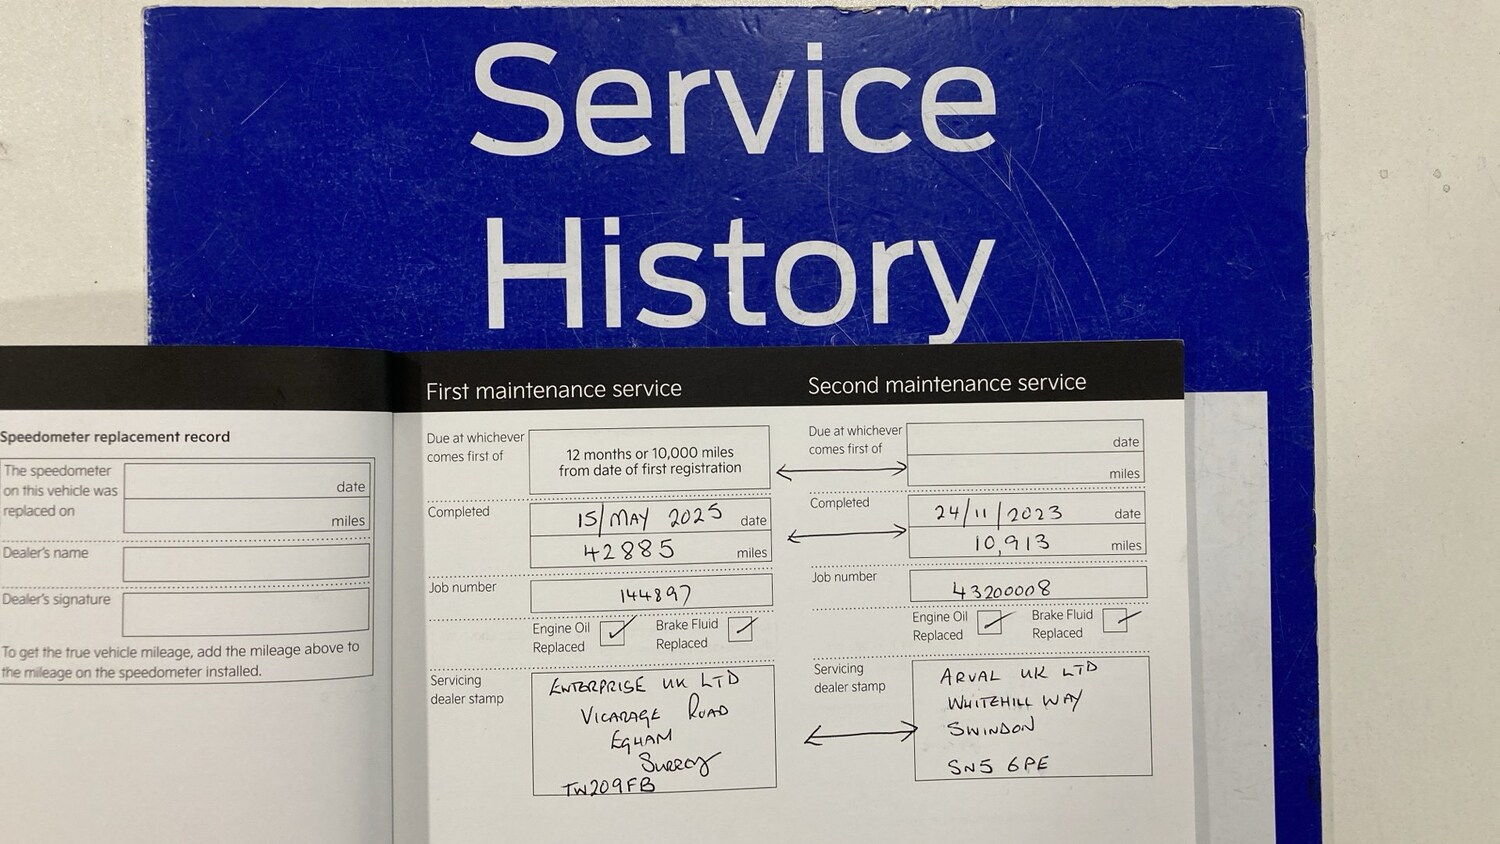 Service
History
Speedometer replacement record
The speedometer
on this vehicle was
replaced on
date
miles
Dealer's name
Dealer's signature
To get the true vehicle mileage, add the mileage above to
the mileage on the speedometer installed.
First maintenance service
Due at whichever
comes first of
12 months or 10,000 miles
from date of first registration
Completed
15/MAY 2025 date
42885 miles
Job number
144897
Engine Oil
Replaced
Brake Fluid
Replaced
Servicing
dealer stamp
ENTERPRISE UK LTD
VICARAGE ROAD
EGHAM
SURREY
TW209FB
Second maintenance service
Due at whichever
comes first of
date
miles
Completed
24/11/2023 date
10,913 miles
Job number
43200008
Engine Oil
Replaced
Brake Fluid
Replaced
Servicing
dealer stamp
ARVAL UK LTD
WHITEHILL WAY
SWINDON
SN5 6PE